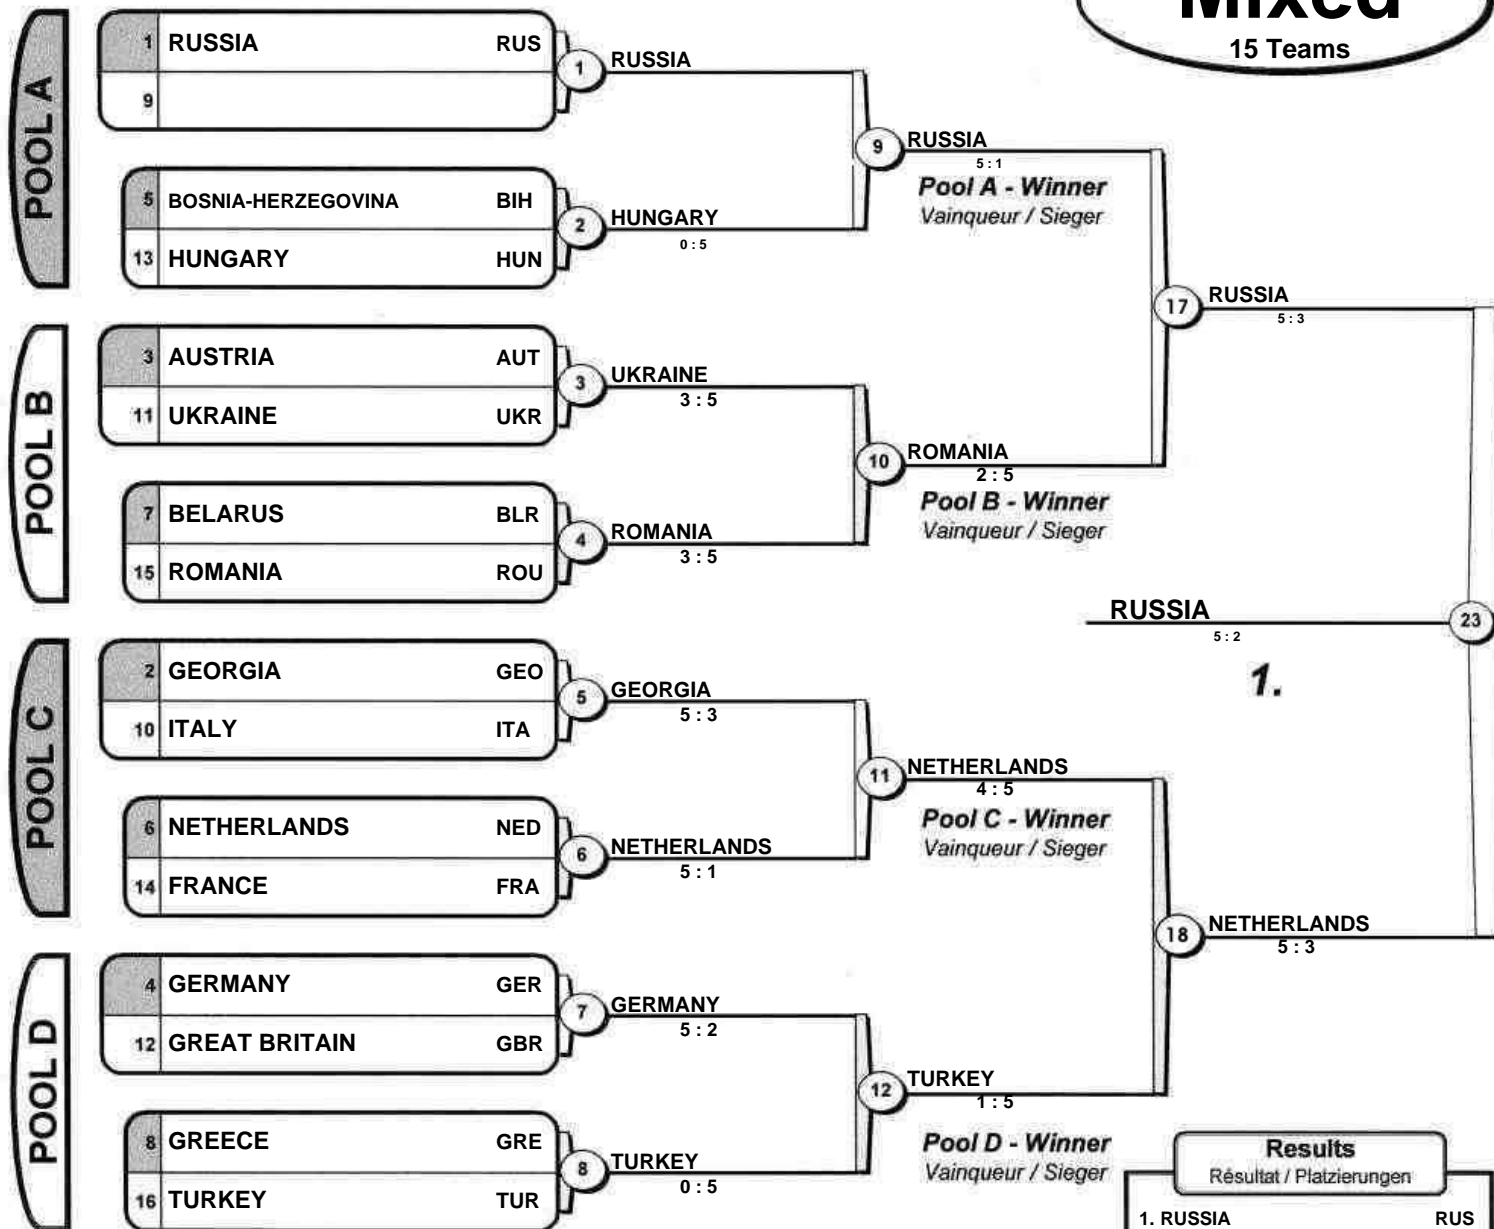 Mixed
15 Teams
POOL A
1 RUSSIA RUS
9
1 RUSSIA
5 BOSNIA-HERZEGOVINA BIH
13 HUNGARY HUN
2 HUNGARY
0 : 5
9 RUSSIA
5 : 1
Pool A - Winner
Vainqueur / Sieger
POOL B
3 AUSTRIA AUT
11 UKRAINE UKR
3 UKRAINE
3 : 5
7 BELARUS BLR
15 ROMANIA ROU
4 ROMANIA
3 : 5
10 ROMANIA
2 : 5
Pool B - Winner
Vainqueur / Sieger
17 RUSSIA
5 : 3
RUSSIA 23
5 : 2
1.
POOL C
2 GEORGIA GEO
10 ITALY ITA
5 GEORGIA
5 : 3
6 NETHERLANDS NED
14 FRANCE FRA
6 NETHERLANDS
5 : 1
11 NETHERLANDS
4 : 5
Pool C - Winner
Vainqueur / Sieger
18 NETHERLANDS
5 : 3
POOL D
4 GERMANY GER
12 GREAT BRITAIN GBR
7 GERMANY
5 : 2
8 GREECE GRE
16 TURKEY TUR
8 TURKEY
0 : 5
12 TURKEY
1 : 5
Pool D - Winner
Vainqueur / Sieger
Results
Résultat / Platzierungen
1. RUSSIA RUS